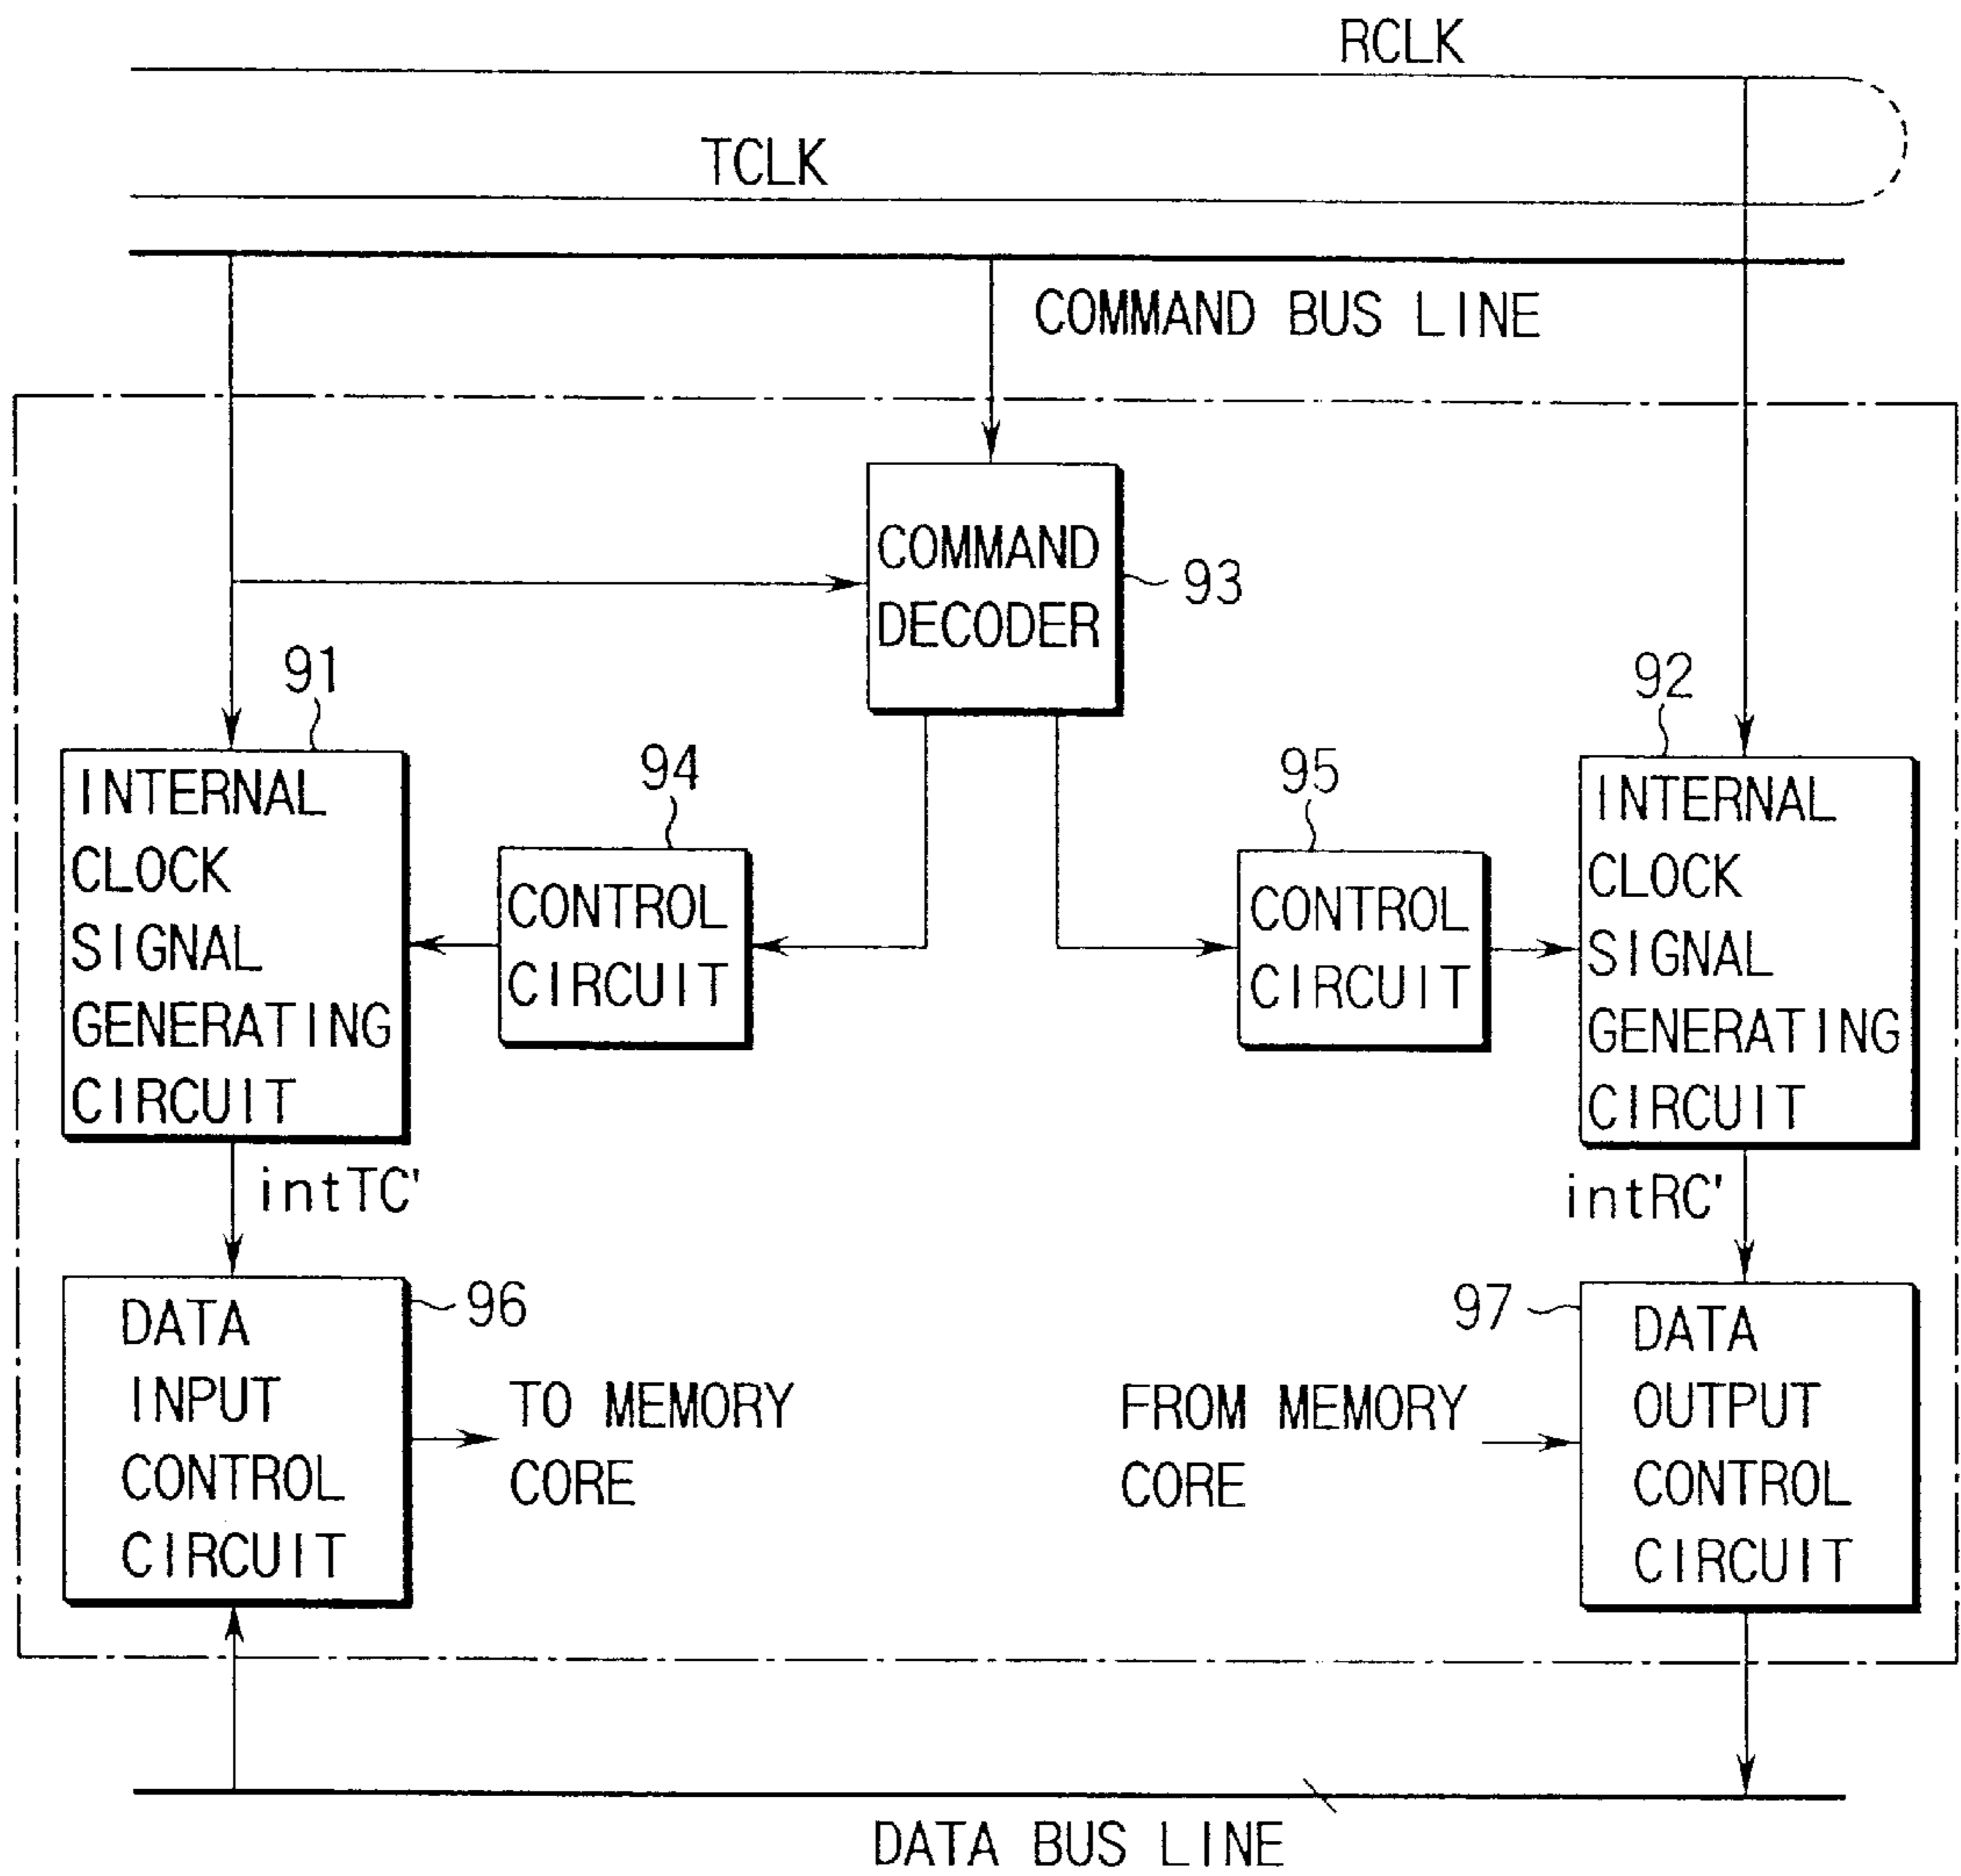 RCLK
TCLK
COMMAND BUS LINE
COMMAND
DECODER
93
91
INTERNAL
CLOCK
SIGNAL
GENERATING
CIRCUIT
94
CONTROL
CIRCUIT
95
CONTROL
CIRCUIT
92
INTERNAL
CLOCK
SIGNAL
GENERATING
CIRCUIT
intTC'
intRC'
96
DATA
INPUT
CONTROL
CIRCUIT
TO MEMORY
CORE
FROM MEMORY
CORE
97
DATA
OUTPUT
CONTROL
CIRCUIT
DATA BUS LINE